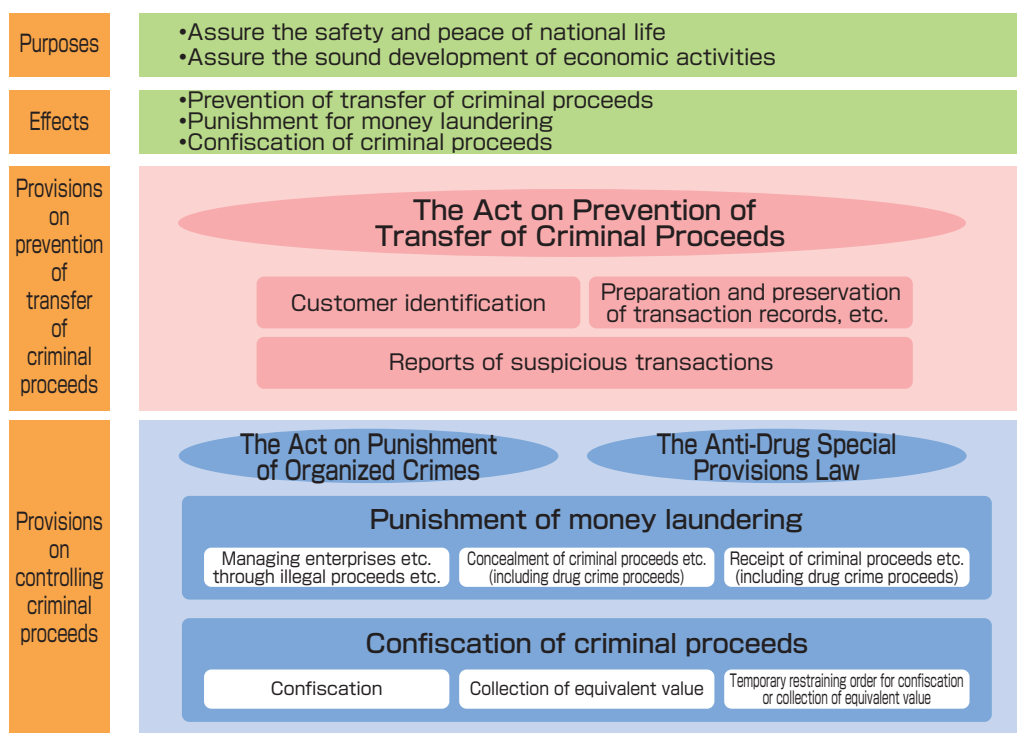 Purposes
•Assure the safety and peace of national life
•Assure the sound development of economic activities
Effects
•Prevention of transfer of criminal proceeds
•Punishment for money laundering
•Confiscation of criminal proceeds
Provisions
on
prevention
of
transfer
of
criminal
proceeds
The Act on Prevention of
Transfer of Criminal Proceeds
Customer identification
Preparation and preservation
of transaction records, etc.
Reports of suspicious transactions
Provisions
on
controlling
criminal
proceeds
The Act on Punishment
of Organized Crimes
The Anti-Drug Special
Provisions Law
Punishment of money laundering
Managing enterprises etc.
through illegal proceeds etc.
Concealment of criminal proceeds etc.
(including drug crime proceeds)
Receipt of criminal proceeds etc.
(including drug crime proceeds)
Confiscation of criminal proceeds
Confiscation
Collection of equivalent value
Temporary restraining order for confiscation
or collection of equivalent value